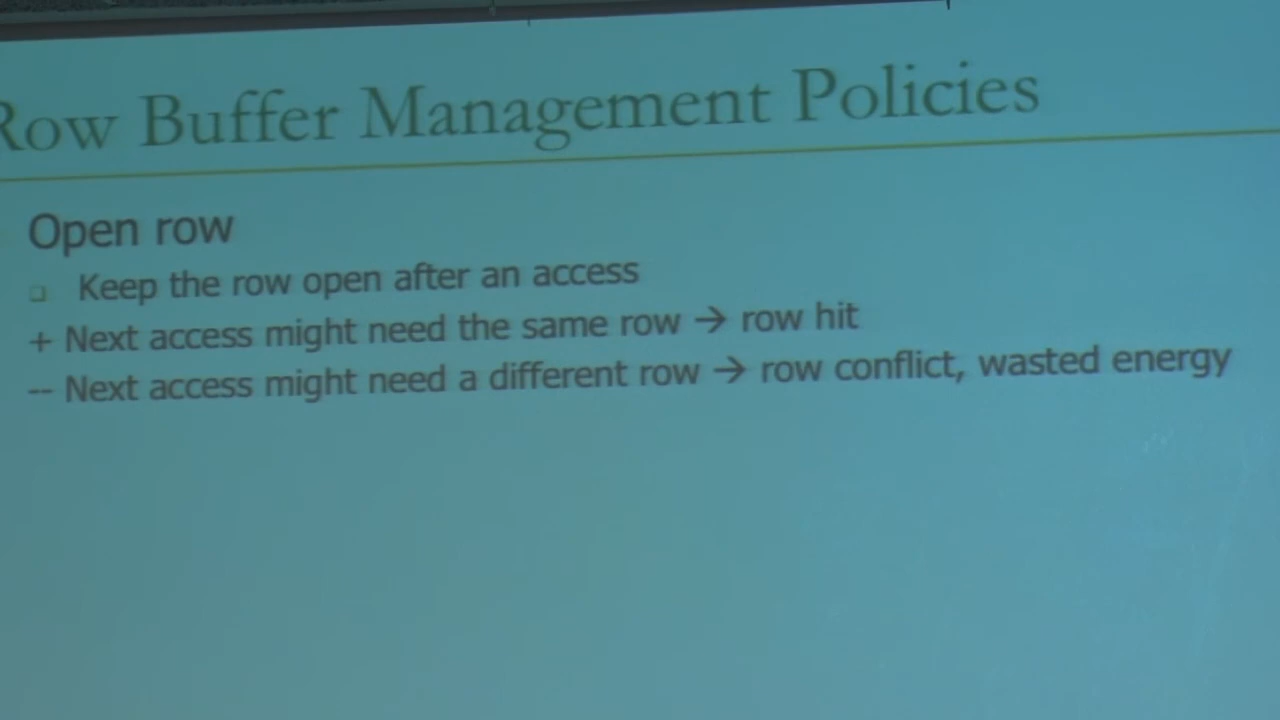 Row Buffer Management Policies
Open row
Keep the row open after an access
+ Next access might need the same row → row hit
-- Next access might need a different row → row conflict, wasted energy